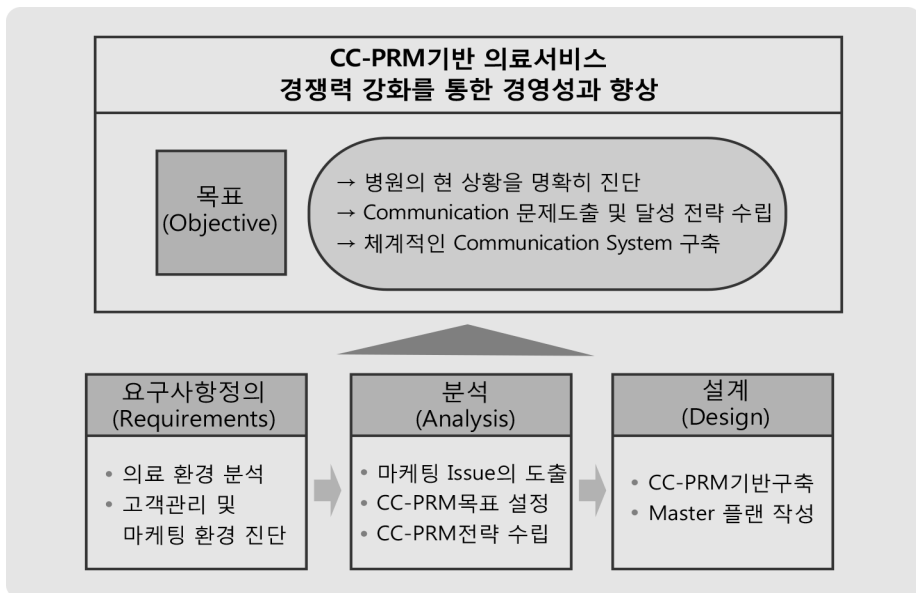 CC-PRM기반 의료서비스
경쟁력 강화를 통한 경영성과 향상
목표
(Objective)
→ 병원의 현 상황을 명확히 진단
→ Communication 문제도출 및 달성 전략 수립
→ 체계적인 Communication System 구축
요구사항정의
(Requirements)
• 의료 환경 분석
• 고객관리 및
마케팅 환경 진단
분석
(Analysis)
• 마케팅 Issue의 도출
• CC-PRM목표 설정
• CC-PRM전략 수립
설계
(Design)
• CC-PRM기반구축
• Master 플랜 작성